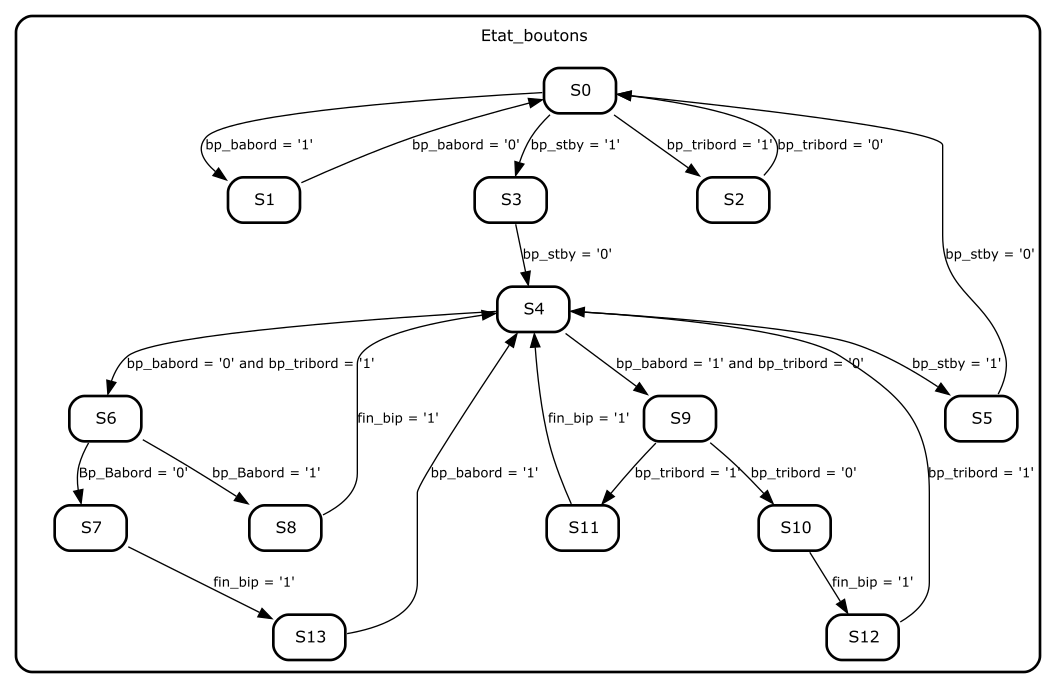 Etat_boutons
S0
bp_babord = '1'
bp_babord = '0'
bp_stby = '1'
bp_tribord = '1'
bp_tribord = '0'
S1
S3
S2
bp_stby = '0'
bp_stby = '0'
S4
bp_babord = '0' and bp_tribord = '1'
bp_babord = '1' and bp_tribord = '0'
bp_stby = '1'
S6
fin_bip = '1'
fin_bip = '1'
S9
S5
Bp_Babord = '0'
bp_Babord = '1'
bp_babord = '1'
bp_tribord = '1'
bp_tribord = '0'
bp_tribord = '1'
S7
S8
S11
S10
fin_bip = '1'
fin_bip = '1'
S13
S12